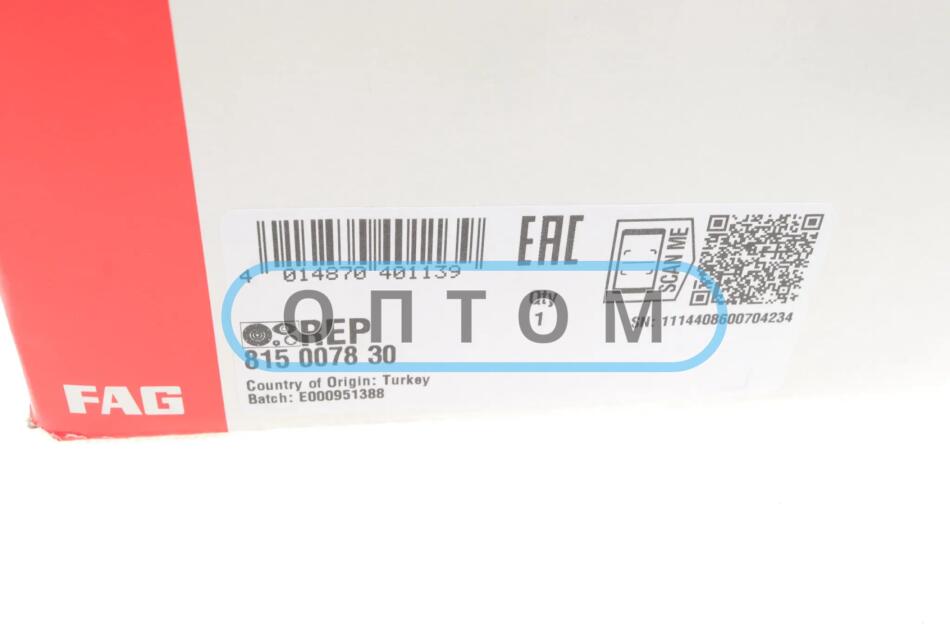 4 014870 401139
EAC
SCAN ME
Qty
1
SN: 1114408600704234
REP
815 0078 30
Country of Origin: Turkey
Batch: E000951388
FAG
ОПТОМ